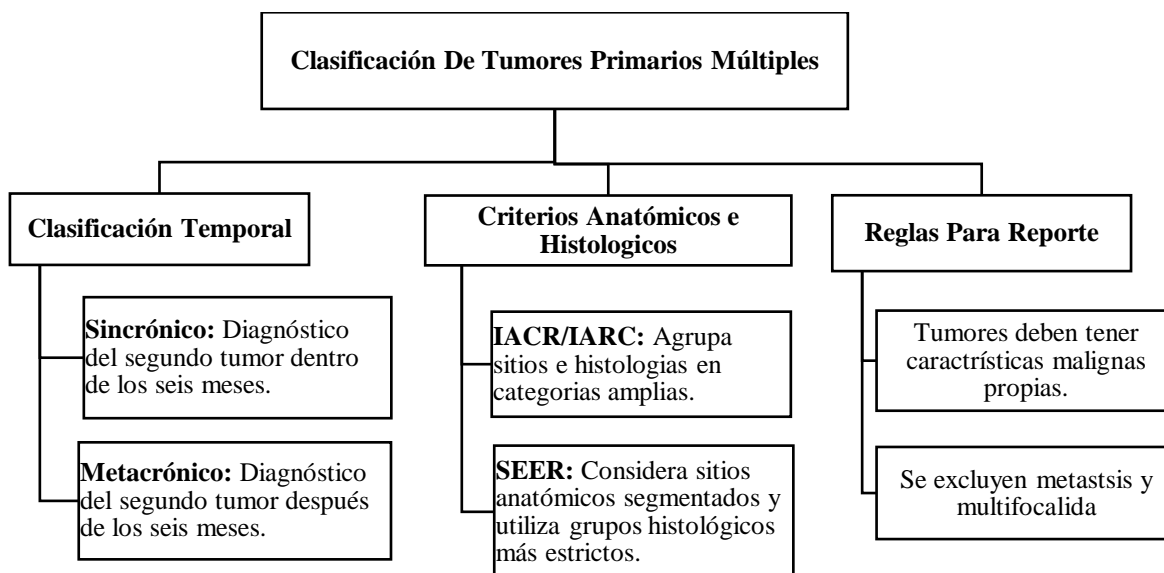 Clasificación De Tumores Primarios Múltiples
Clasificación Temporal
Sincrónico: Diagnóstico
del segundo tumor dentro
de los seis meses.
Metacrónico: Diagnóstico
del segundo tumor después
de los seis meses.
Criterios Anatómicos e
Histologicos
IACR/IARC: Agrupa
sitios e histologias en
categorias amplias.
SEER: Considera sitios
anatómicos segmentados y
utiliza grupos histológicos
más estrictos.
Reglas Para Reporte
Tumores deben tener
caractrísticas malignas
propias.
Se excluyen metastsis y
multifocalida